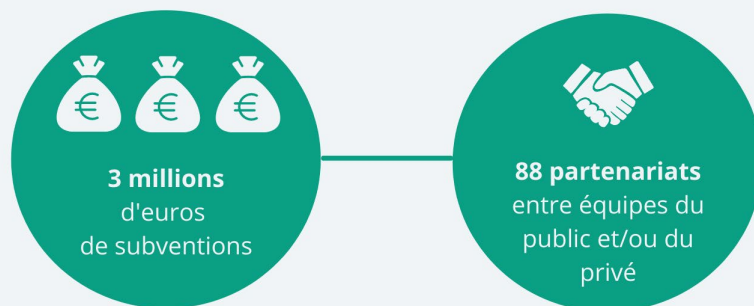 3 millions
d'euros
de subventions
88 partenariats
entre équipes du
public et/ou du
privé